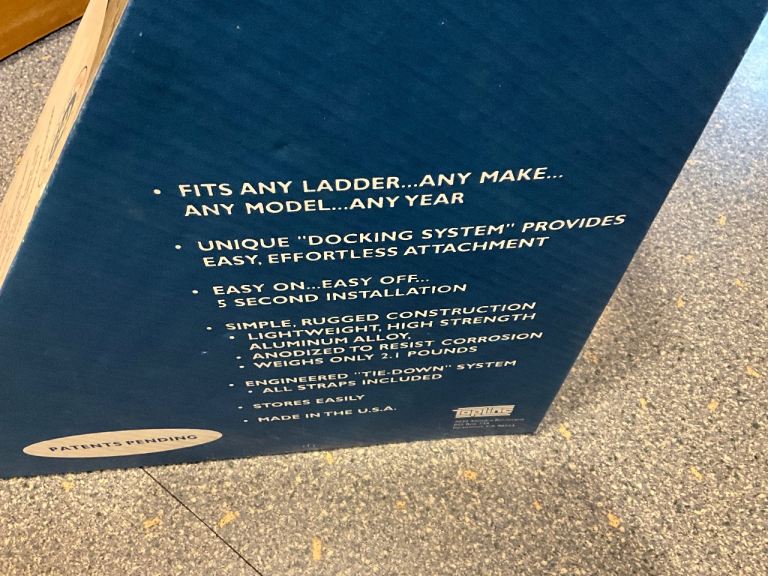 • FITS ANY LADDER...ANY MAKE...
ANY MODEL...ANY YEAR
• UNIQUE "DOCKING SYSTEM" PROVIDES
EASY, EFFORTLESS ATTACHMENT
• EASY ON...EASY OFF...
5 SECOND INSTALLATION
• SIMPLE, RUGGED CONSTRUCTION
• LIGHTWEIGHT, HIGH STRENGTH
ALUMINUM ALLOY.
• ANODIZED TO RESIST CORROSION
• WEIGHS ONLY 2.1 POUNDS
• ENGINEERED "TIE-DOWN" SYSTEM
• ALL STRAPS INCLUDED
• STORES EASILY
• MADE IN THE U.S.A.
PATENTS PENDING
Topline